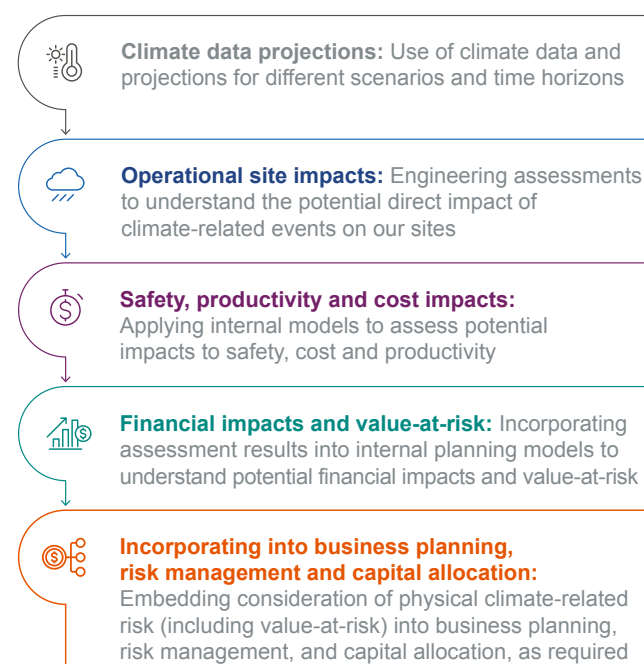 Climate data projections: Use of climate data and
projections for different scenarios and time horizons
Operational site impacts: Engineering assessments
to understand the potential direct impact of
climate-related events on our sites
Safety, productivity and cost impacts:
Applying internal models to assess potential
impacts to safety, cost and productivity
Financial impacts and value-at-risk: Incorporating
assessment results into internal planning models to
understand potential financial impacts and value-at-risk
Incorporating into business planning,
risk management and capital allocation:
Embedding consideration of physical climate-related
risk (including value-at-risk) into business planning,
risk management, and capital allocation, as required